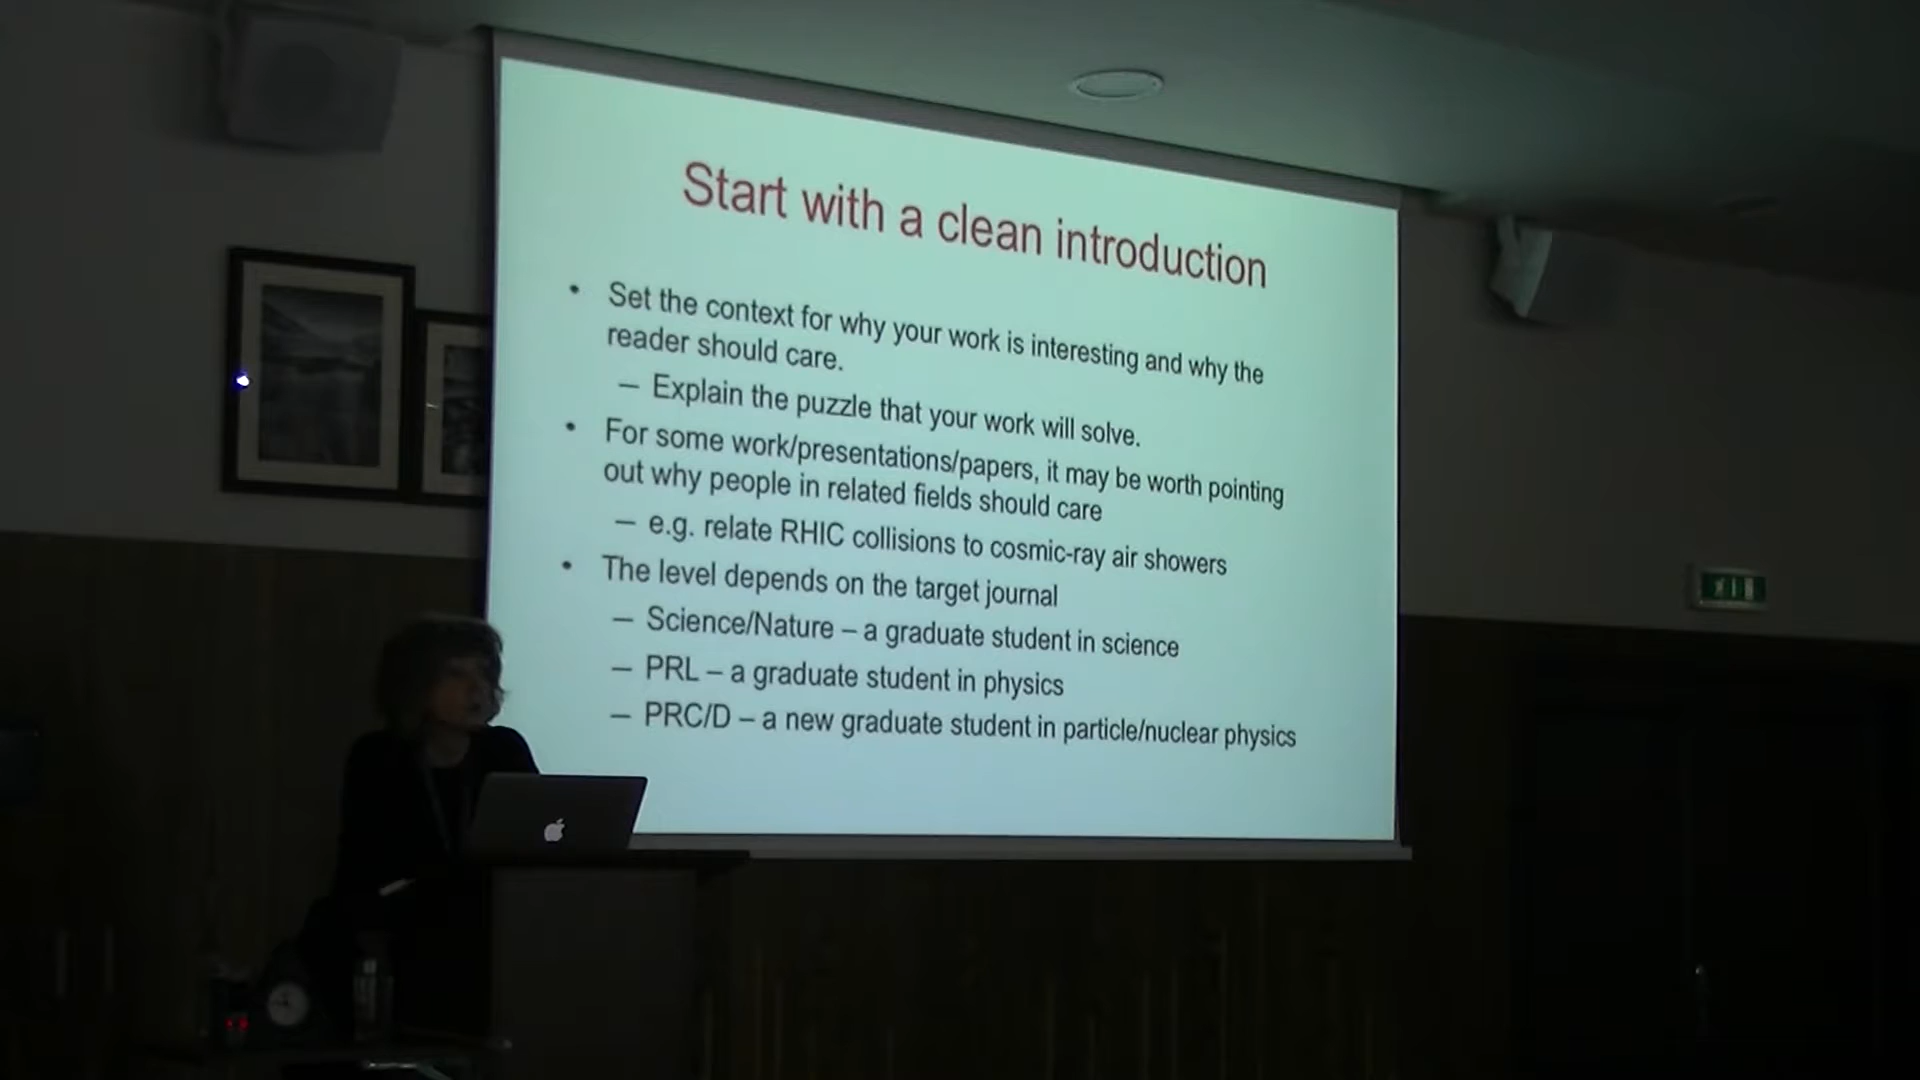 Start with a clean introduction
• Set the context for why your work is interesting and why the
reader should care.
– Explain the puzzle that your work will solve.
• For some work/presentations/papers, it may be worth pointing
out why people in related fields should care
– e.g. relate RHIC collisions to cosmic-ray air showers
• The level depends on the target journal
– Science/Nature – a graduate student in science
– PRL – a graduate student in physics
– PRC/D – a new graduate student in particle/nuclear physics